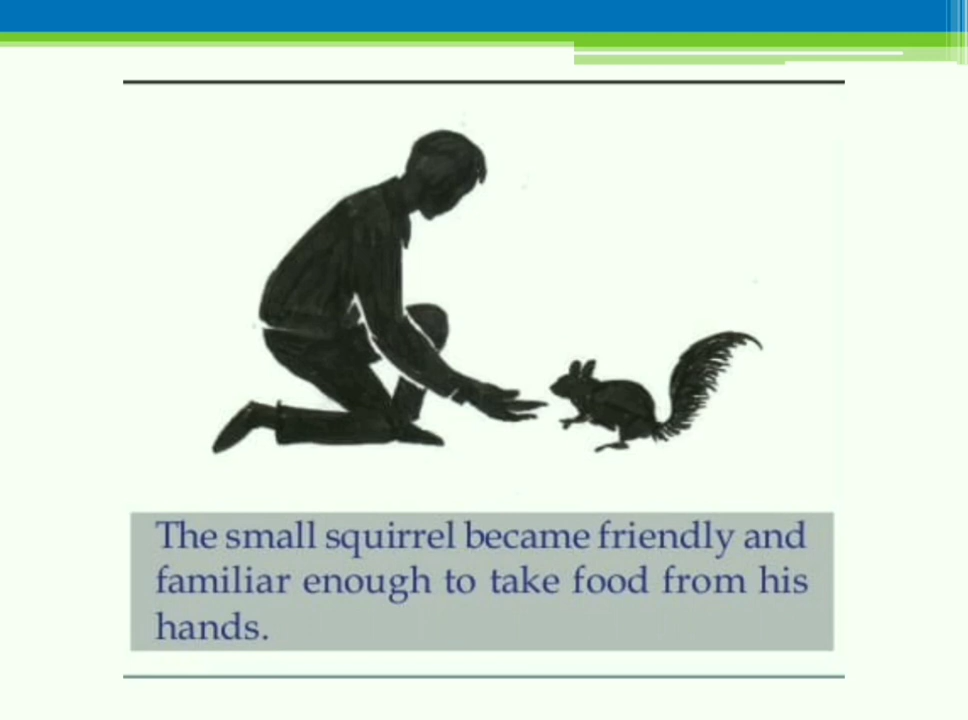 The small squirrel became friendly and
familiar enough to take food from his
hands.